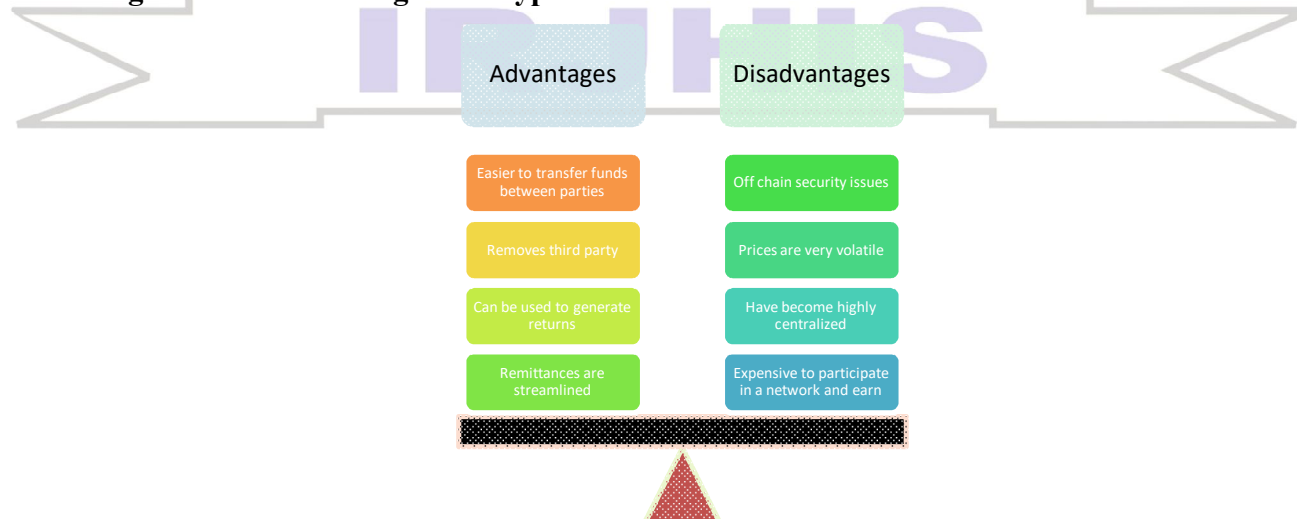 Advantages
Easier to transfer funds
between parties
Removes third party
Can be used to generate
returns
Remittances are
streamlined
Disadvantages
Off chain security issues
Prices are very volatile
Have become highly
centralized
Expensive to participate
in a network and earn